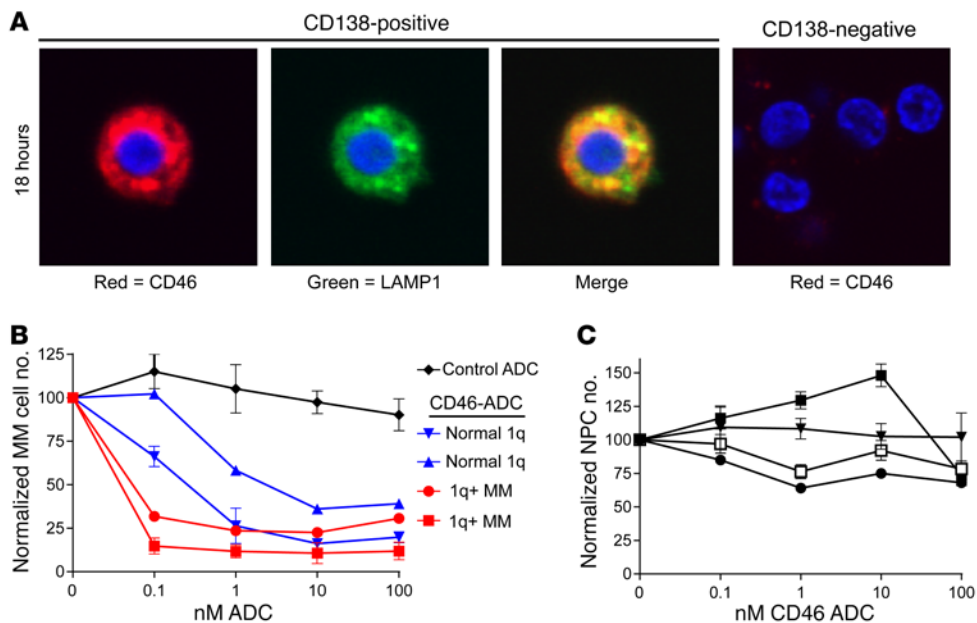 A
CD138-positive
CD138-negative
18 hours
Red = CD46
Green = LAMP1
Merge
Red = CD46
B
Normalized MM cell no.
125
100
75
50
25
0
0
0.1
1
10
100
nM ADC
Control ADC
CD46-ADC
Normal 1q
Normal 1q
1q+ MM
1q+ MM
C
Normalized NPC no.
150
125
100
75
50
25
0
0
0.1
1
10
100
nM CD46 ADC